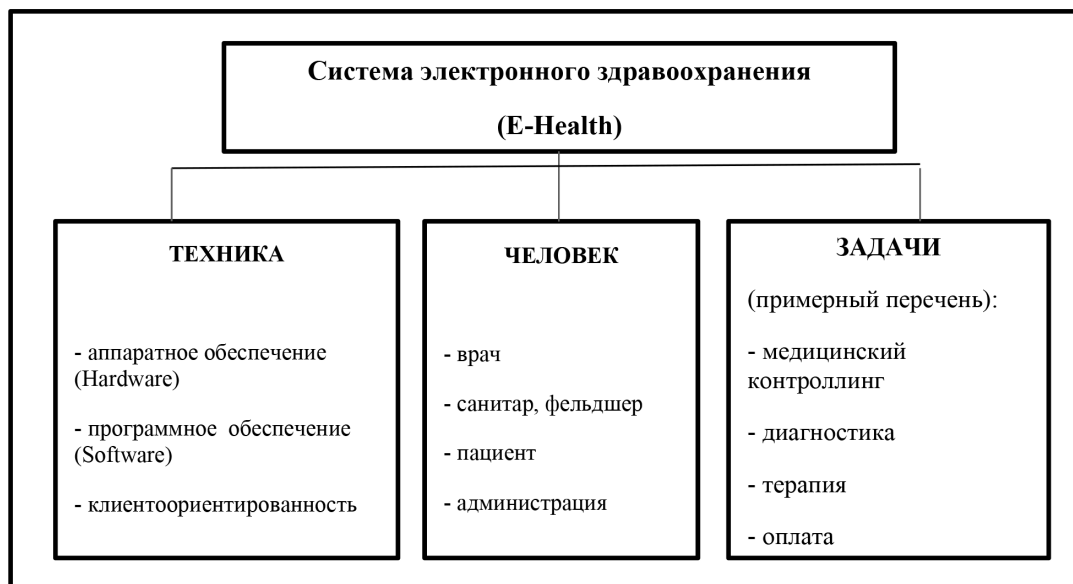 Система электронного здравоохранения
(E-Health)
ТЕХНИКА
- аппаратное обеспечение
(Hardware)
- программное обеспечение
(Software)
- клиентоориентированность
ЧЕЛОВЕК
- врач
- санитар, фельдшер
- пациент
- администрация
ЗАДАЧИ
(примерный перечень):
- медицинский
контроллинг
- диагностика
- терапия
- оплата